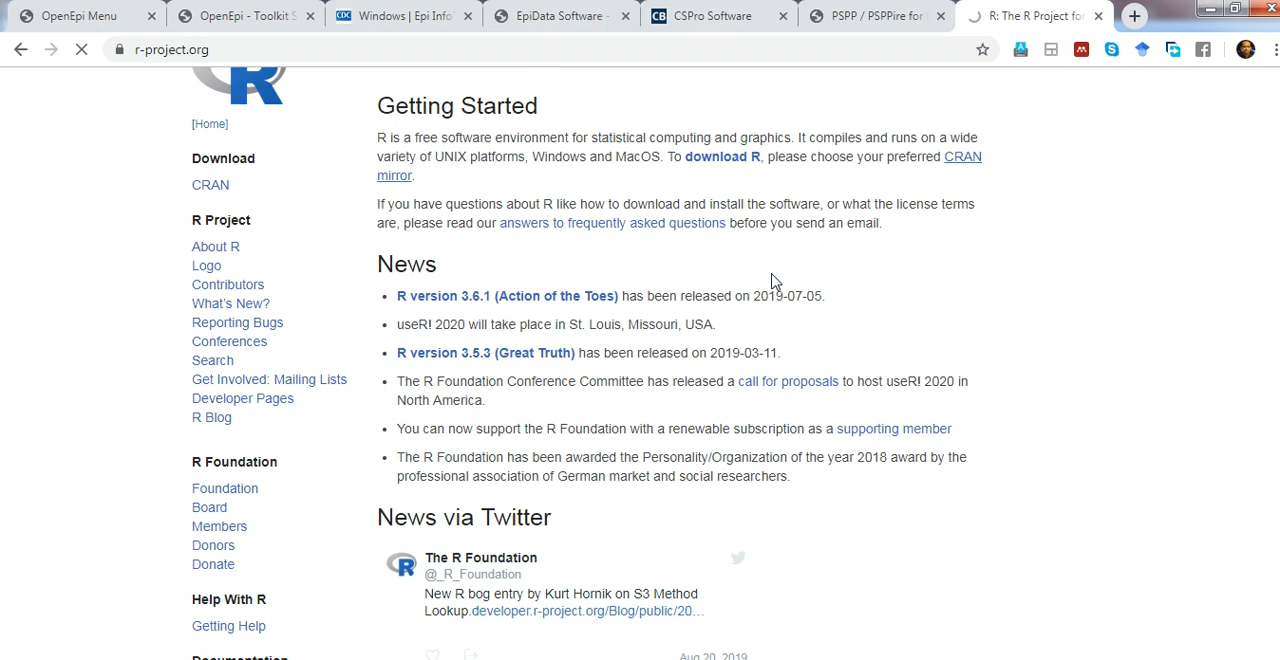 OpenEpi Menu
OpenEpi - Toolkit S
CDC Windows | Epi Info
EpiData Software -
CB CSPro Software
PSPP / PSPPire for
R: The R Project for
r-project.org
R
[Home]
Download
CRAN
R Project
About R
Logo
Contributors
What's New?
Reporting Bugs
Conferences
Search
Get Involved: Mailing Lists
Developer Pages
R Blog
R Foundation
Foundation
Board
Members
Donors
Donate
Help With R
Getting Help
Documentation
Getting Started
R is a free software environment for statistical computing and graphics. It compiles and runs on a wide
variety of UNIX platforms, Windows and MacOS. To download R, please choose your preferred CRAN
mirror.
If you have questions about R like how to download and install the software, or what the license terms
are, please read our answers to frequently asked questions before you send an email.
News
R version 3.6.1 (Action of the Toes) has been released on 2019-07-05.
useR! 2020 will take place in St. Louis, Missouri, USA.
R version 3.5.3 (Great Truth) has been released on 2019-03-11.
The R Foundation Conference Committee has released a call for proposals to host useR! 2020 in
North America.
You can now support the R Foundation with a renewable subscription as a supporting member
The R Foundation has been awarded the Personality/Organization of the year 2018 award by the
professional association of German market and social researchers.
News via Twitter
R
The R Foundation
@_R_Foundation
New R bog entry by Kurt Hornik on S3 Method
Lookup.developer.r-project.org/Blog/public/20…
Aug 20, 2019